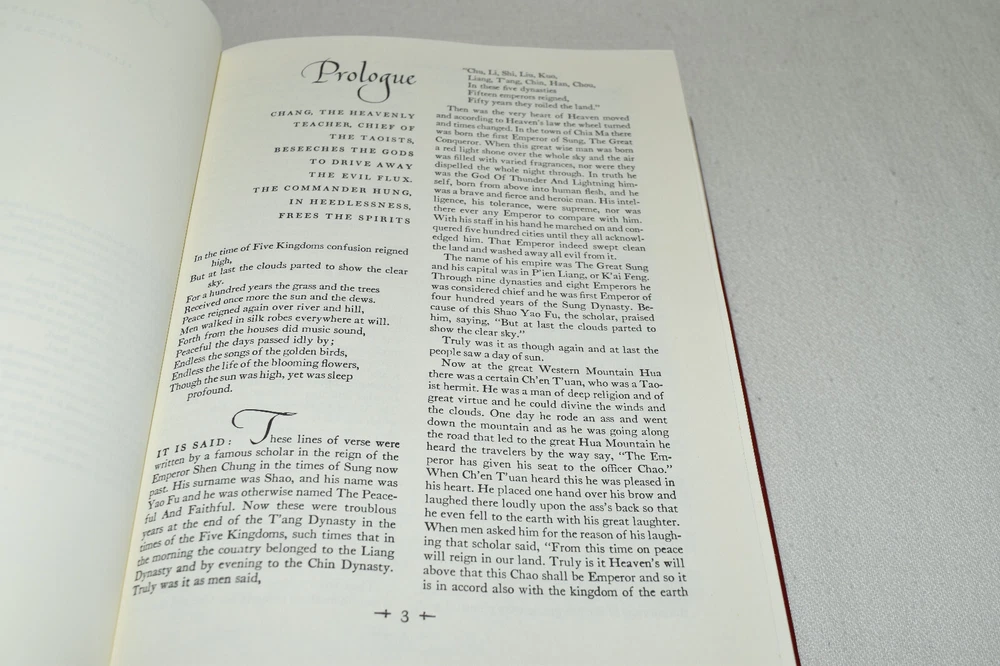 Prologue
CHANG, THE HEAVENLY
TEACHER, CHIEF OF
THE TAOISTS,
BESEECHES THE GODS
TO DRIVE AWAY
THE EVIL FLUX.
THE COMMANDER HUNG,
IN HEEDLESSNESS,
FREES THE SPIRITS
In the time of Five Kingdoms confusion reigned
high,
But at last the clouds parted to show the clear
sky.
For a hundred years the grass and the trees
Received once more the sun and the dews.
Peace reigned again over river and hill,
Men walked in silk robes everywhere at will.
Forth from the houses did music sound,
Peaceful the days passed idly by;
Endless the songs of the golden birds,
Endless the life of the blooming flowers,
Though the sun was high, yet was sleep
profound.
IT IS SAID: These lines of verse were
written by a famous scholar in the reign of the
Emperor Shen Chung in the times of Sung now
past. His surname was Shao, and his name was
Yao Fu and he was otherwise named The Peace-
ful And Faithful. Now these were troublous
years at the end of the T'ang Dynasty in the
times of the Five Kingdoms, such times that in
the morning the country belonged to the Liang
Dynasty and by evening to the Chin Dynasty.
Truly was it as men said,
"Chu, Li, Shi, Liu, Kuo,
Liang, T'ang, Chin, Han, Chou,
In these five dynasties
Fifteen emperors reigned,
Fifty years they roiled the land."
Then was the very heart of Heaven moved
and according to Heaven's law the wheel turned
and times changed. In the town of Chia Ma there
was born the first Emperor of Sung, The Great
Conqueror. When this great wise man was born
a red light shone over the whole sky and the air
was filled with varied fragrances, nor were they
dispelled the whole night through. In truth he
was the God Of Thunder And Lightning him-
self, born from above into human flesh, and he
was a brave and fierce and heroic man. His intel-
ligence, his tolerance, were supreme, nor was
there ever any Emperor to compare with him.
With his staff in his hand he marched on and con-
quered five hundred cities until they all acknowl-
edged him. That Emperor indeed swept clean
the land and washed away all evil from it.
The name of his empire was The Great Sung
and his capital was in P'ien Liang, or K'ai Feng.
Through nine dynasties and eight Emperors he
was considered chief and he was first Emperor of
four hundred years of the Sung Dynasty. Be-
cause of this Shao Yao Fu, the scholar, praised
him, saying, "But at last the clouds parted to
show the clear sky."
Truly was it as though again and at last the
people saw a day of sun.
Now at the great Western Mountain Hua
there was a certain Ch'en T'uan, who was a Tao-
ist hermit. He was a man of deep religion and of
great virtue and he could divine the winds and
the clouds. One day he rode an ass and went
down the mountain and as he was going along
the road that led to the great Hua Mountain he
heard the travelers by the way say, "The Em-
peror has given his seat to the officer Chao."
When Ch'en T'uan heard this he was pleased in
his heart. He placed one hand over his brow and
laughed there loudly upon the ass's back so that
he even fell to the earth with his great laughter.
When men asked him for the reason of his laugh-
ing that scholar said, "From this time on peace
will reign in our land. Truly is it Heaven's will
above that this Chao shall be Emperor and so it
is in accord also with the kingdom of the earth
3